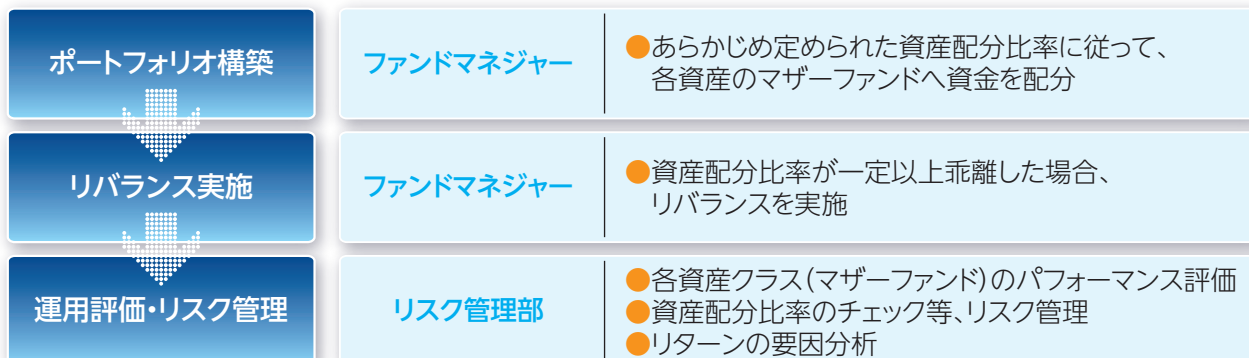 ポートフォリオ構築
ファンドマネジャー
●あらかじめ定められた資産配分比率に従って、
各資産のマザーファンドへ資金を配分
リバランス実施
ファンドマネジャー
●資産配分比率が一定以上乖離した場合、
リバランスを実施
運用評価・リスク管理
リスク管理部
●各資産クラス(マザーファンド)のパフォーマンス評価
●資産配分比率のチェック等、リスク管理
●リターンの要因分析